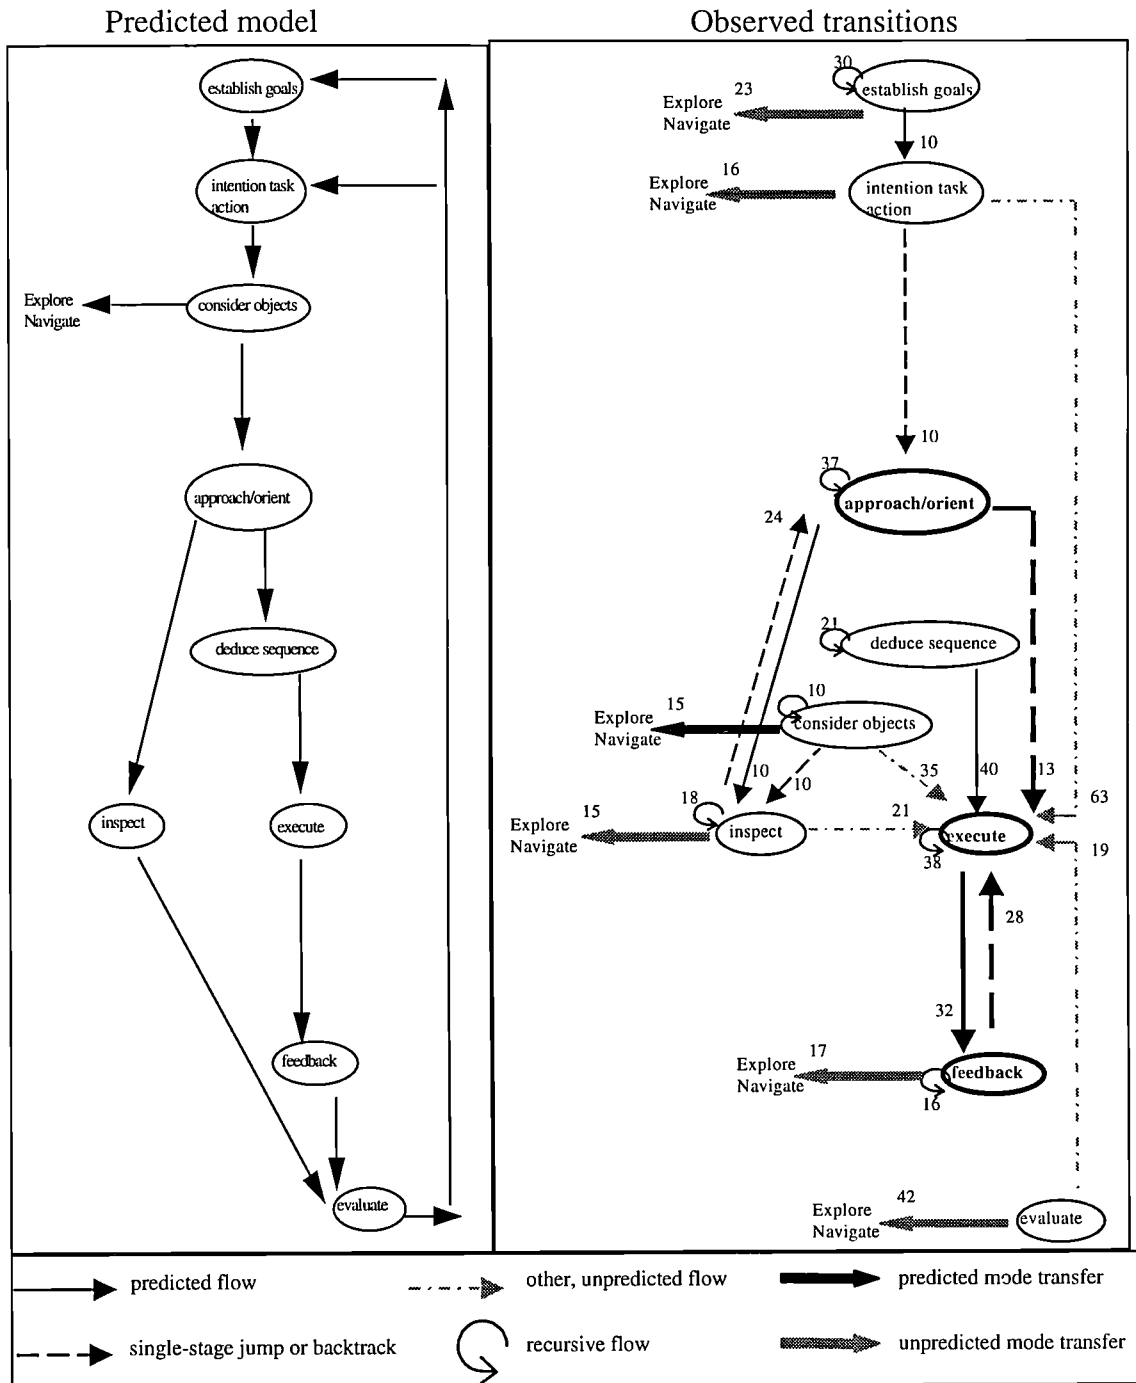 Predicted model
Observed transitions
establish goals
intention task
action
Explore
Navigate
consider objects
approach/orient
deduce sequence
inspect
execute
feedback
evaluate
30
establish goals
23
Explore
Navigate
10
16
Explore
Navigate
intention task
action
10
37
approach/orient
24
21
deduce sequence
10
15
Explore
Navigate
consider objects
10
10
35
40
13
63
18
15
Explore
Navigate
inspect
21
execute
38
19
28
32
17
Explore
Navigate
feedback
16
42
Explore
Navigate
evaluate
predicted flow
other, unpredicted flow
predicted mode transfer
single-stage jump or backtrack
recursive flow
unpredicted mode transfer